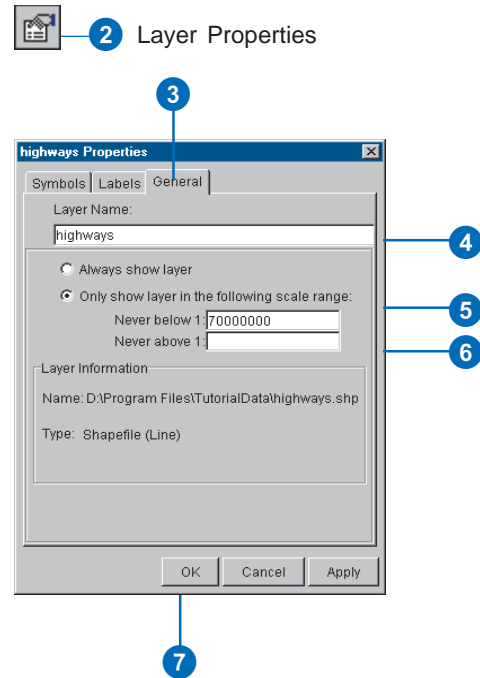 2 Layer Properties
3
highways Properties
Symbols Labels General
Layer Name:
highways
4
Always show layer
Only show layer in the following scale range:
5
Never below 1: 70000000
Never above 1:
6
Layer Information
Name: D:\Program Files\TutorialData\highways.shp
Type: Shapefile (Line)
OK Cancel Apply
7